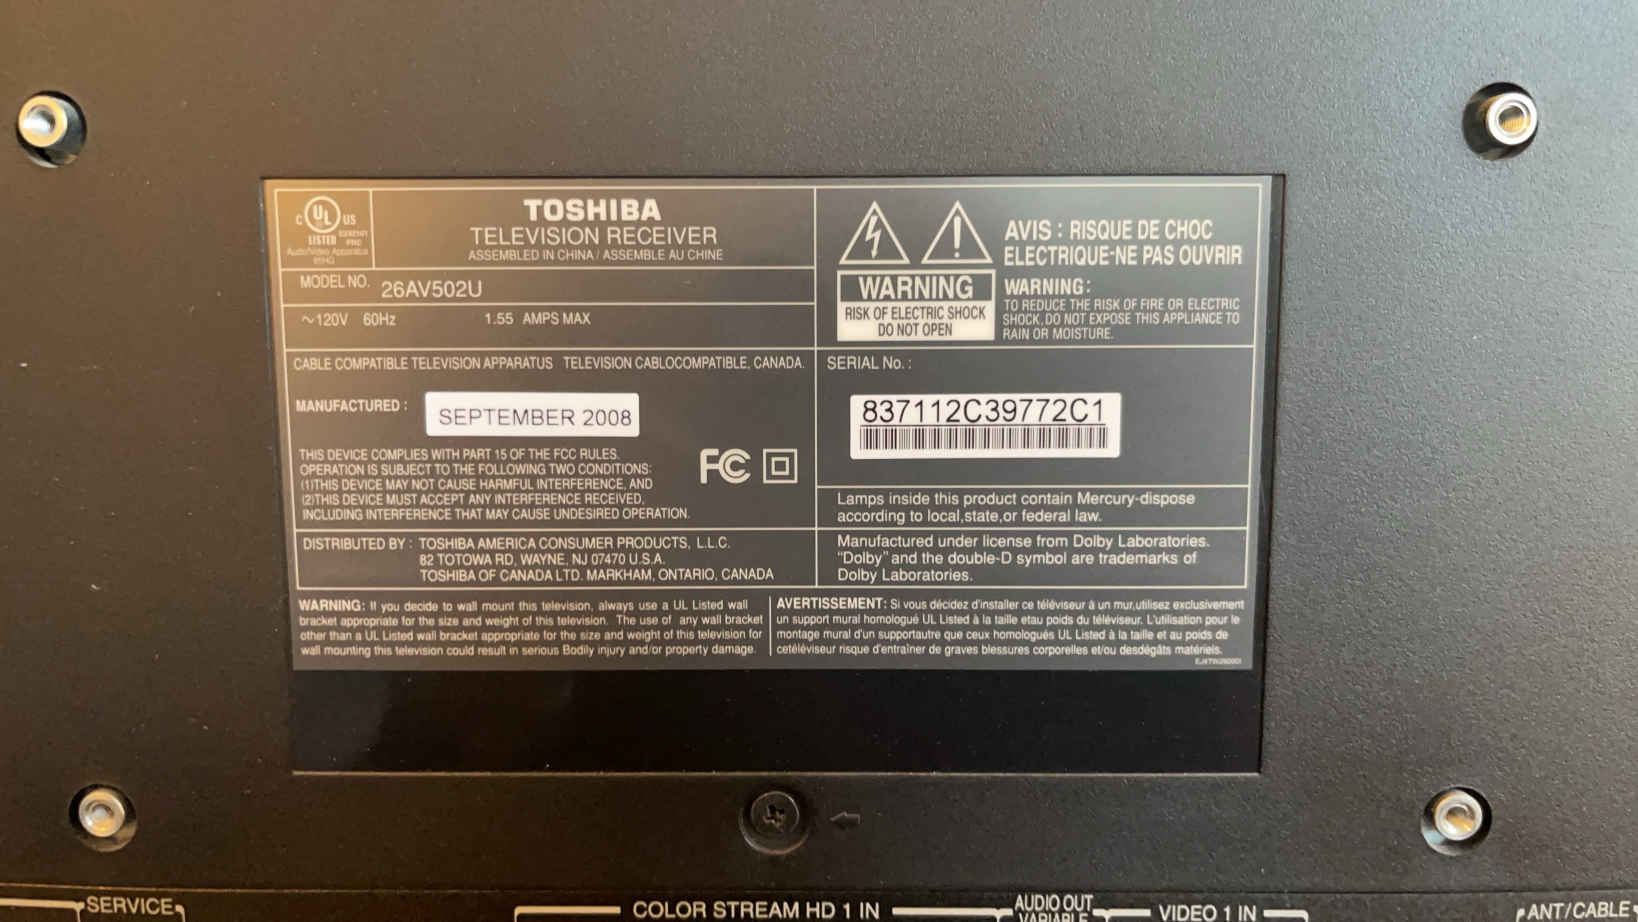 C UL US
LISTED
Audio/Video Apparatus
TOSHIBA
TELEVISION RECEIVER
ASSEMBLED IN CHINA / ASSEMBLE AU CHINE
MODEL NO. 26AV502U
~120V 60Hz 1.55 AMPS MAX
CABLE COMPATIBLE TELEVISION APPARATUS TELEVISION CABLOCOMPATIBLE, CANADA.
MANUFACTURED : SEPTEMBER 2008
THIS DEVICE COMPLIES WITH PART 15 OF THE FCC RULES.
OPERATION IS SUBJECT TO THE FOLLOWING TWO CONDITIONS:
(1)THIS DEVICE MAY NOT CAUSE HARMFUL INTERFERENCE, AND
(2)THIS DEVICE MUST ACCEPT ANY INTERFERENCE RECEIVED,
INCLUDING INTERFERENCE THAT MAY CAUSE UNDESIRED OPERATION.
FC
DISTRIBUTED BY : TOSHIBA AMERICA CONSUMER PRODUCTS, L.L.C.
82 TOTOWA RD, WAYNE, NJ 07470 U.S.A.
TOSHIBA OF CANADA LTD. MARKHAM, ONTARIO, CANADA
WARNING
RISK OF ELECTRIC SHOCK
DO NOT OPEN
AVIS : RISQUE DE CHOC
ELECTRIQUE-NE PAS OUVRIR
WARNING :
TO REDUCE THE RISK OF FIRE OR ELECTRIC
SHOCK, DO NOT EXPOSE THIS APPLIANCE TO
RAIN OR MOISTURE.
SERIAL No. :
837112C39772C1
Lamps inside this product contain Mercury-dispose
according to local,state,or federal law.
Manufactured under license from Dolby Laboratories.
"Dolby" and the double-D symbol are trademarks of
Dolby Laboratories.
WARNING: If you decide to wall mount this television, always use a UL Listed wall
bracket appropriate for the size and weight of this television. The use of any wall bracket
other than a UL Listed wall bracket appropriate for the size and weight of this television for
wall mounting this television could result in serious Bodily injury and/or property damage.
AVERTISSEMENT: Si vous décidez d'installer ce téléviseur à un mur,utilisez exclusivement
un support mural homologué UL Listed à la taille etau poids du téléviseur. L'utilisation pour le
montage mural d'un supportautre que ceux homologués UL Listed à la taille et au poids de
cetéléviseur risque d'entraîner de graves blessures corporelles et/ou desdégâts matériels.
SERVICE
COLOR STREAM HD 1 IN
AUDIO OUT
VARIABLE
VIDEO 1 IN
ANT/CABLE